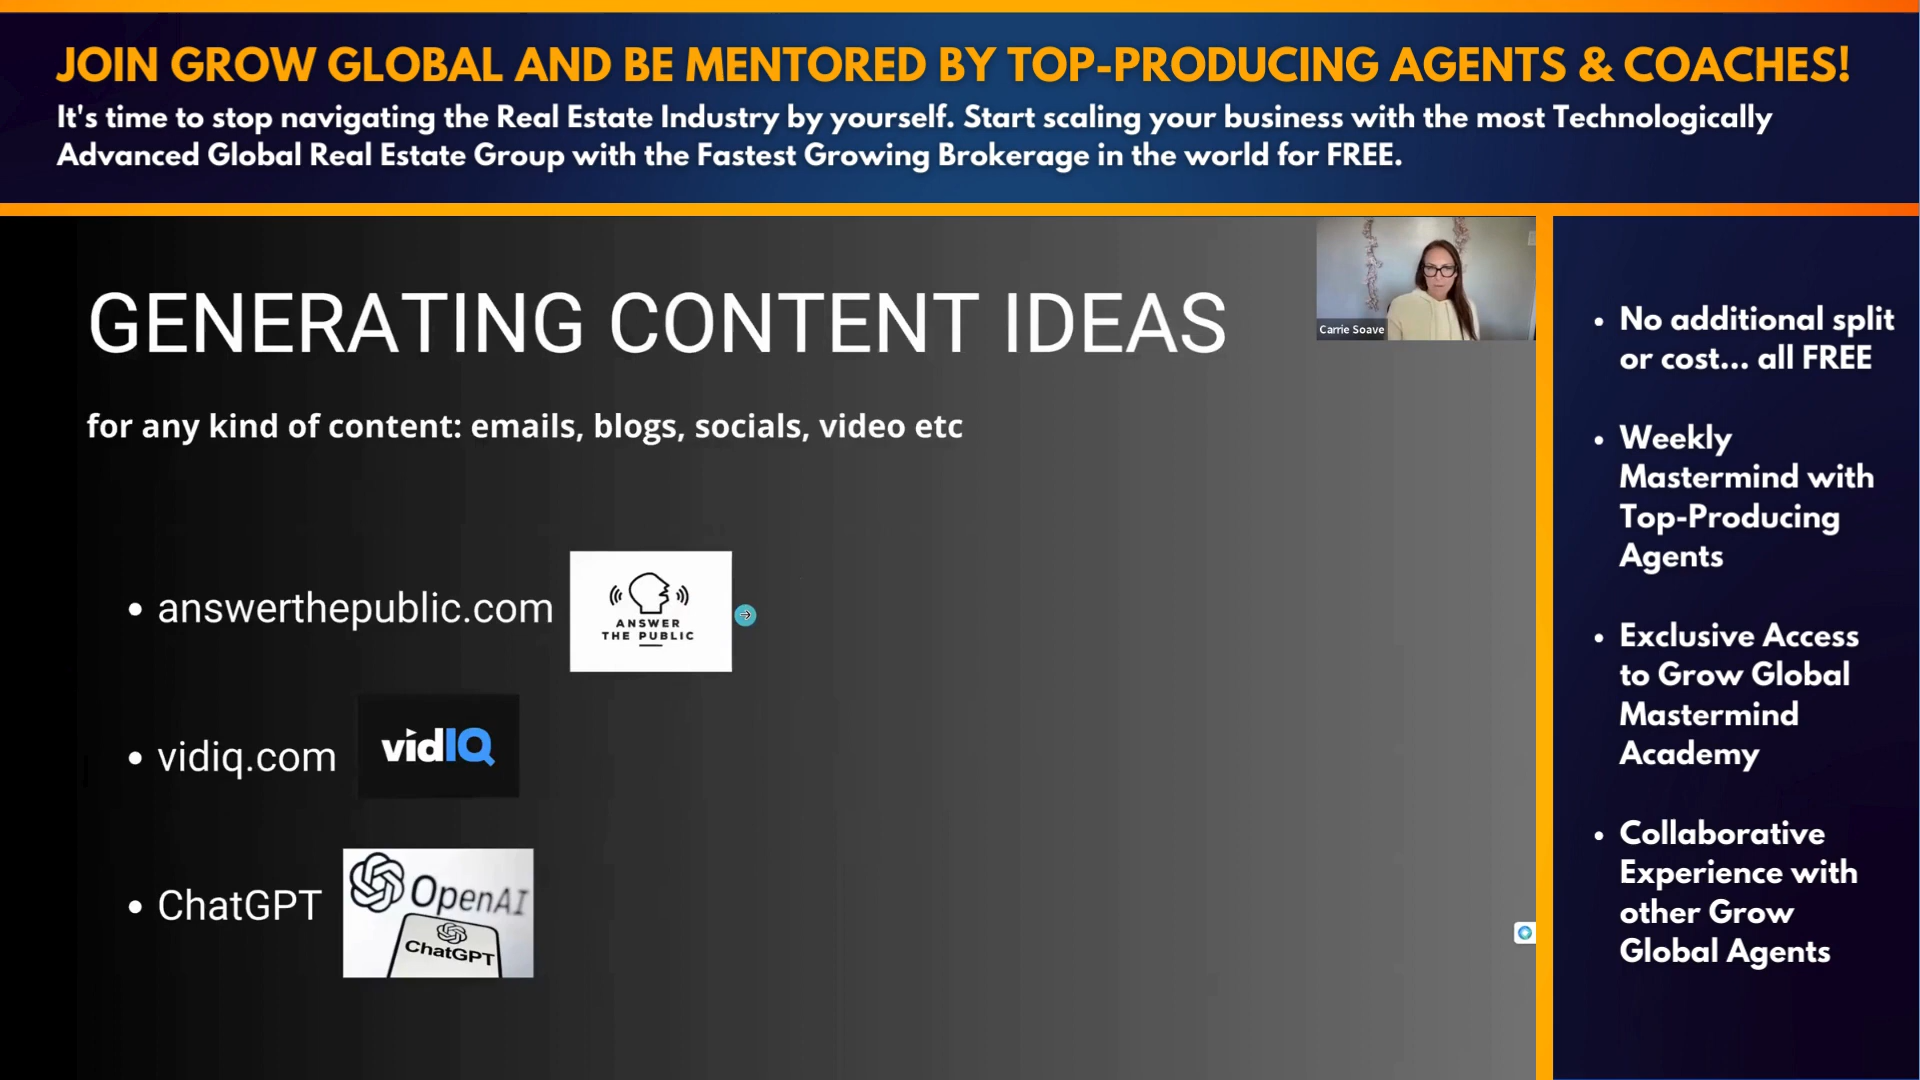 JOIN GROW GLOBAL AND BE MENTORED BY TOP-PRODUCING AGENTS & COACHES!
It's time to stop navigating the Real Estate Industry by yourself. Start scaling your business with the most Technologically
Advanced Global Real Estate Group with the Fastest Growing Brokerage in the world for FREE.
GENERATING CONTENT IDEAS
Carrie Soave
for any kind of content: emails, blogs, socials, video etc
• answerthepublic.com
ANSWER
THE PUBLIC
• vidiq.com
vidIQ
• ChatGPT
OpenAI
ChatGPT
• No additional split
or cost... all FREE
• Weekly
Mastermind with
Top-Producing
Agents
• Exclusive Access
to Grow Global
Mastermind
Academy
• Collaborative
Experience with
other Grow
Global Agents